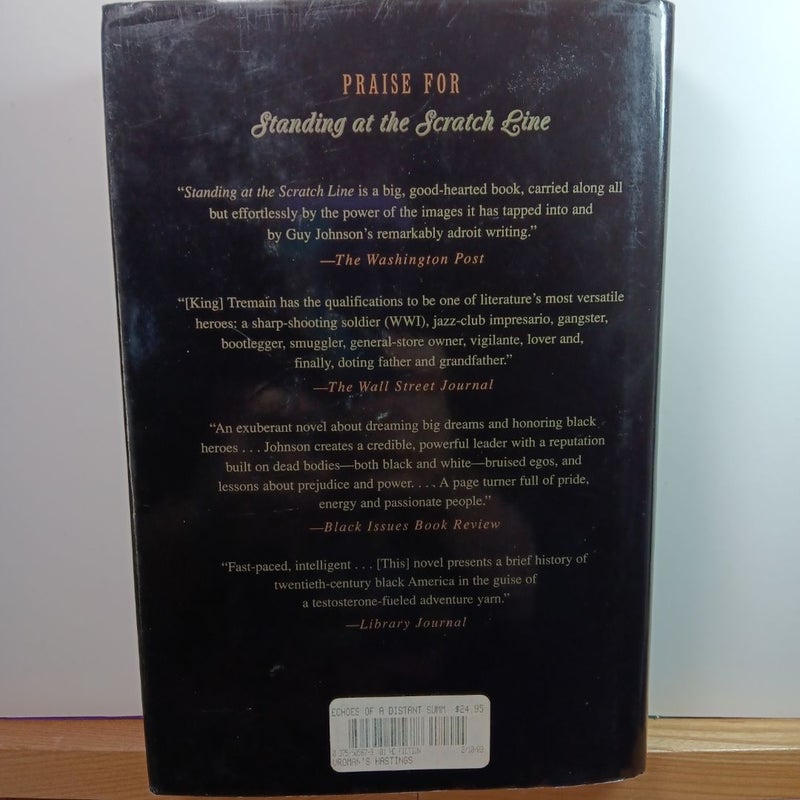 PRAISE FOR
Standing at the Scratch Line
“Standing at the Scratch Line is a big, good-hearted book, carried along all
but effortlessly by the power of the images it has tapped into and
by Guy Johnson’s remarkably adroit writing.”
—The Washington Post
“[King] Tremain has the qualifications to be one of literature’s most versatile
heroes: a sharp-shooting soldier (WWI), jazz-club impresario, gangster,
bootlegger, smuggler, general-store owner, vigilante, lover and,
finally, doting father and grandfather.”
—The Wall Street Journal
“An exuberant novel about dreaming big dreams and honoring black
heroes . . . Johnson creates a credible, powerful leader with a reputation
built on dead bodies—both black and white—bruised egos, and
lessons about prejudice and power. . . . A page turner full of pride,
energy and passionate people.”
—Black Issues Book Review
“Fast-paced, intelligent . . . [This] novel presents a brief history of
twentieth-century black America in the guise of
a testosterone-fueled adventure yarn.”
—Library Journal
ECHOES OF A DISTANT SUMM $24.95
FICTION
VROMAN'S HASTINGS